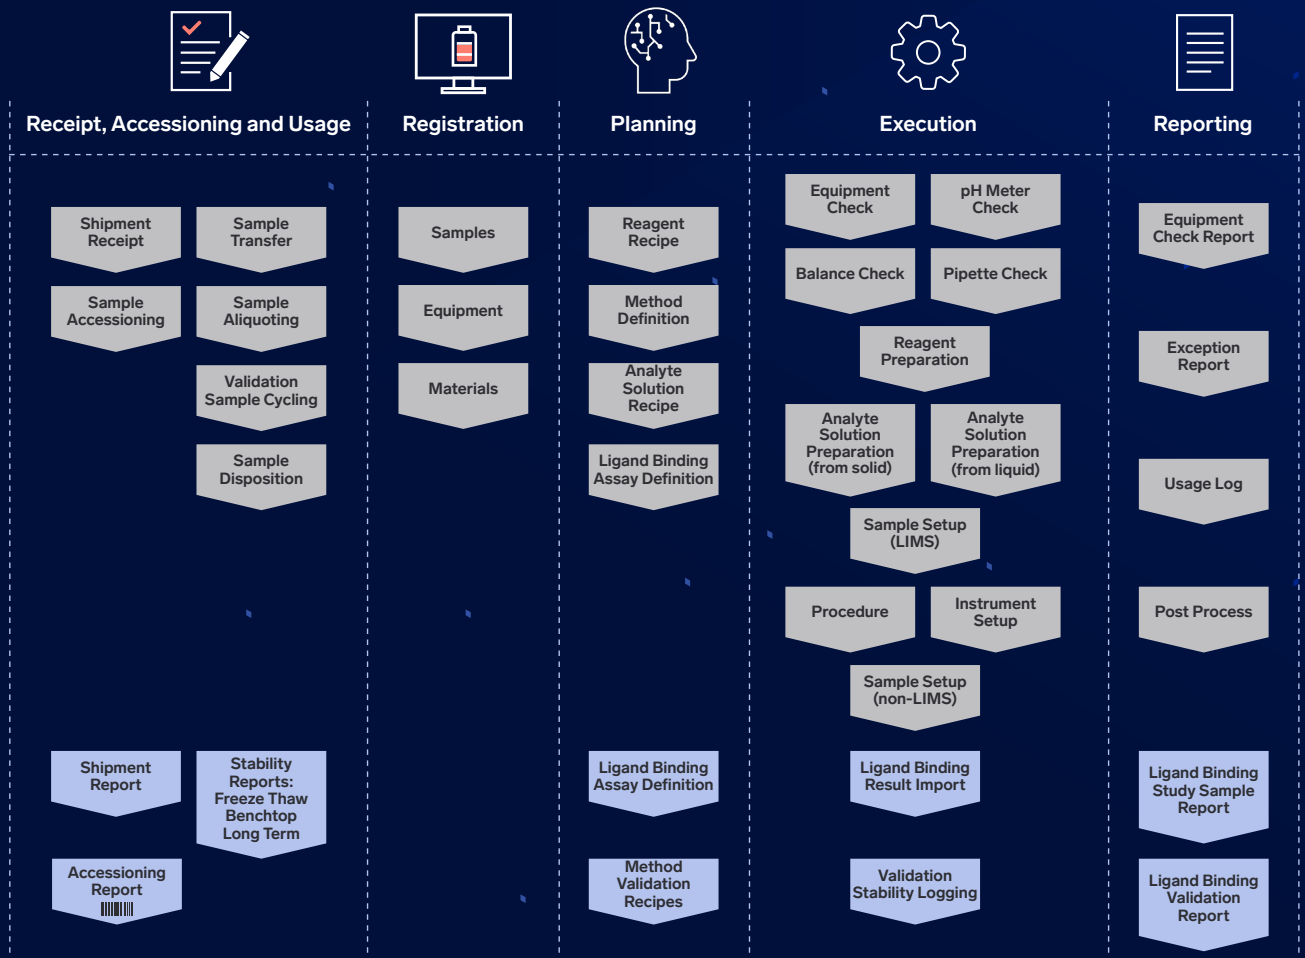 Receipt, Accessioning and Usage
Registration
Planning
Execution
Reporting
Shipment
Receipt
Sample
Transfer
Sample
Accessioning
Sample
Aliquoting
Validation
Sample Cycling
Sample
Disposition
Shipment
Report
Stability
Reports:
Freeze Thaw
Benchtop
Long Term
Accessioning
Report
Samples
Equipment
Materials
Reagent
Recipe
Method
Definition
Analyte
Solution
Recipe
Ligand Binding
Assay Definition
Ligand Binding
Assay Definition
Method
Validation
Recipes
Equipment
Check
pH Meter
Check
Balance Check
Pipette Check
Reagent
Preparation
Analyte
Solution
Preparation
(from solid)
Analyte
Solution
Preparation
(from liquid)
Sample Setup
(LIMS)
Procedure
Instrument
Setup
Sample Setup
(non-LIMS)
Ligand Binding
Result Import
Validation
Stability Logging
Equipment
Check Report
Exception
Report
Usage Log
Post Process
Ligand Binding
Study Sample
Report
Ligand Binding
Validation
Report